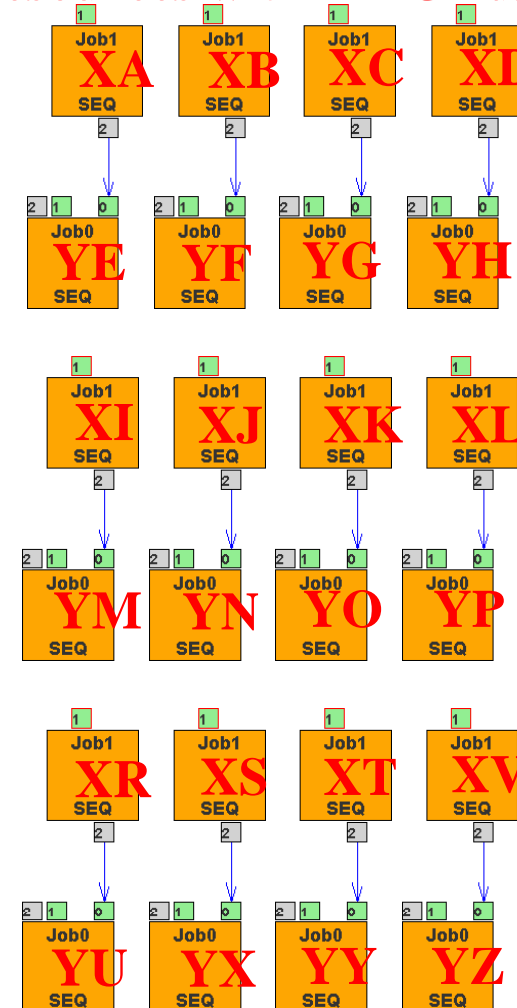 1 1 1 1
Job1 Job1 Job1 Job1
XA XB XC XD
SEQ SEQ SEQ SEQ
2 2 2 2
2 1 0 2 1 0 2 1 0 2 1 0
Job0 Job0 Job0 Job0
YE YF YG YH
SEQ SEQ SEQ SEQ
1 1 1 1
Job1 Job1 Job1 Job1
XI XJ XK XL
SEQ SEQ SEQ SEQ
2 2 2 2
2 1 0 2 1 0 2 1 0 2 1 0
Job0 Job0 Job0 Job0
YM YN YO YP
SEQ SEQ SEQ SEQ
1 1 1 1
Job1 Job1 Job1 Job1
XR XS XT XV
SEQ SEQ SEQ SEQ
2 2 2 2
2 1 0 2 1 0 2 1 0 2 1 0
Job0 Job0 Job0 Job0
YU YX YY YZ
SEQ SEQ SEQ SEQ